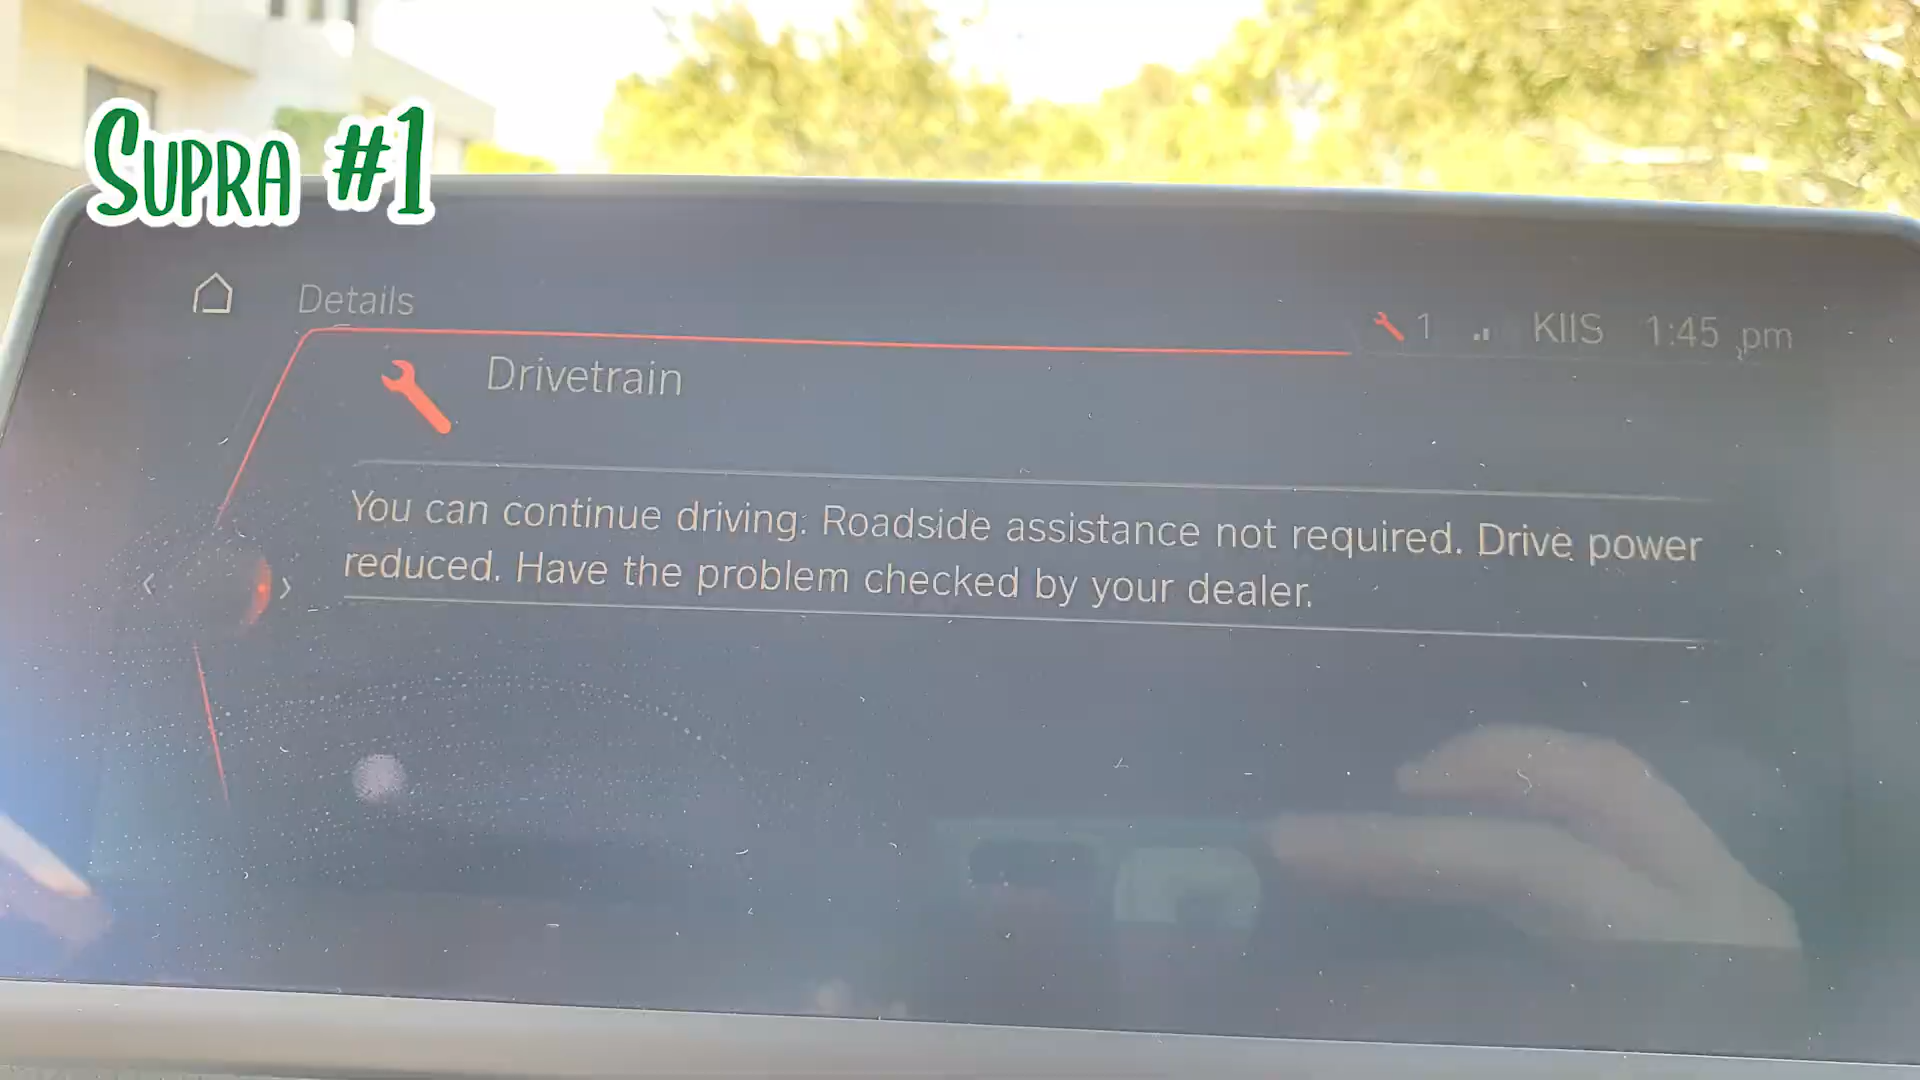 SUPRA #1
Details
1 KIIS 1:45 pm
Drivetrain
You can continue driving. Roadside assistance not required. Drive power
reduced. Have the problem checked by your dealer.